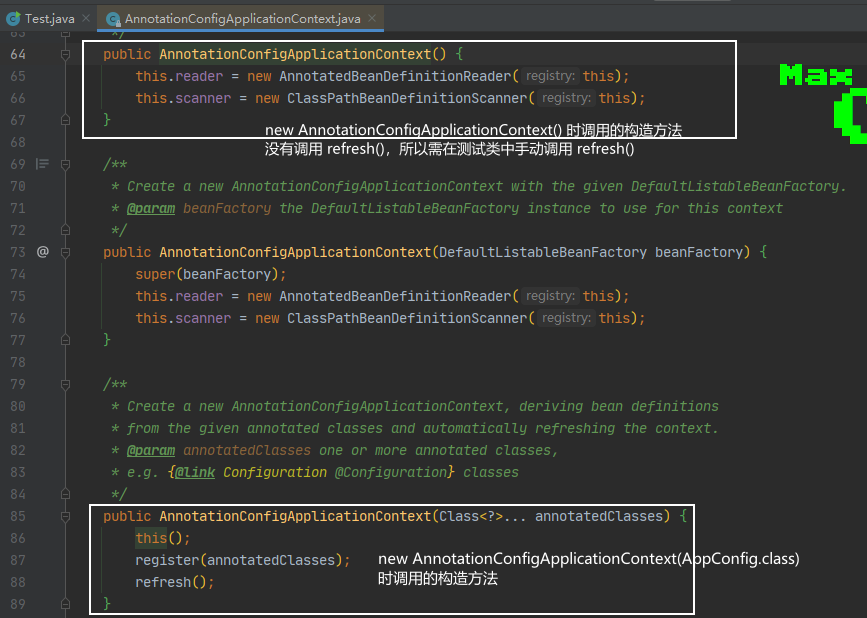 Test.java
AnnotationConfigApplicationContext.java
63 */
64 public AnnotationConfigApplicationContext() {
65 this.reader = new AnnotatedBeanDefinitionReader( registry: this);
66 this.scanner = new ClassPathBeanDefinitionScanner( registry: this);
67 }
Max
new AnnotationConfigApplicationContext() 时调用的构造方法
68
没有调用 refresh()，所以需在测试类中手动调用 refresh()
69 /**
70 * Create a new AnnotationConfigApplicationContext with the given DefaultListableBeanFactory.
71 * @param beanFactory the DefaultListableBeanFactory instance to use for this context
72 */
73 @ public AnnotationConfigApplicationContext(DefaultListableBeanFactory beanFactory) {
74 super(beanFactory);
75 this.reader = new AnnotatedBeanDefinitionReader( registry: this);
76 this.scanner = new ClassPathBeanDefinitionScanner( registry: this);
77 }
78
79 /**
80 * Create a new AnnotationConfigApplicationContext, deriving bean definitions
81 * from the given annotated classes and automatically refreshing the context.
82 * @param annotatedClasses one or more annotated classes,
83 * e.g. {@link Configuration @Configuration} classes
84 */
85 public AnnotationConfigApplicationContext(Class<?>... annotatedClasses) {
86 this();
87 register(annotatedClasses);
new AnnotationConfigApplicationContext(AppConfig.class)
88 refresh();
时调用的构造方法
89 }